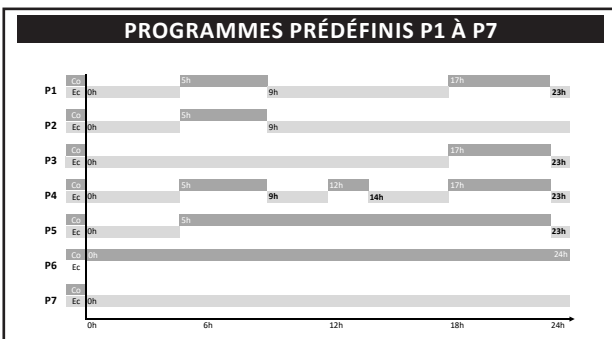 PROGRAMMES PRÉDÉFINIS P1 À P7
Co 5h 17h
P1 Ec 0h 9h 23h
Co 5h
P2 Ec 0h 9h
Co 17h
P3 Ec 0h 23h
Co 5h 12h 17h
P4 Ec 0h 9h 14h 23h
Co 5h
P5 Ec 0h 23h
Co 0h 24h
P6 Ec
Co
P7 Ec 0h
0h 6h 12h 18h 24h